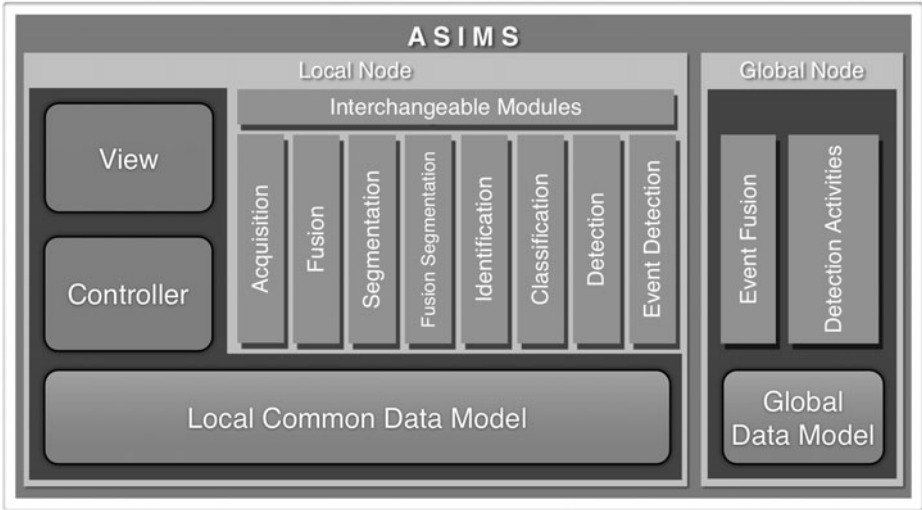 ASIMS
Local Node
Global Node
Interchangeable Modules
View
Controller
Acquisition
Fusion
Segmentation
Fusion Segmentation
Identification
Classification
Detection
Event Detection
Event Fusion
Detection Activities
Local Common Data Model
Global
Data Model